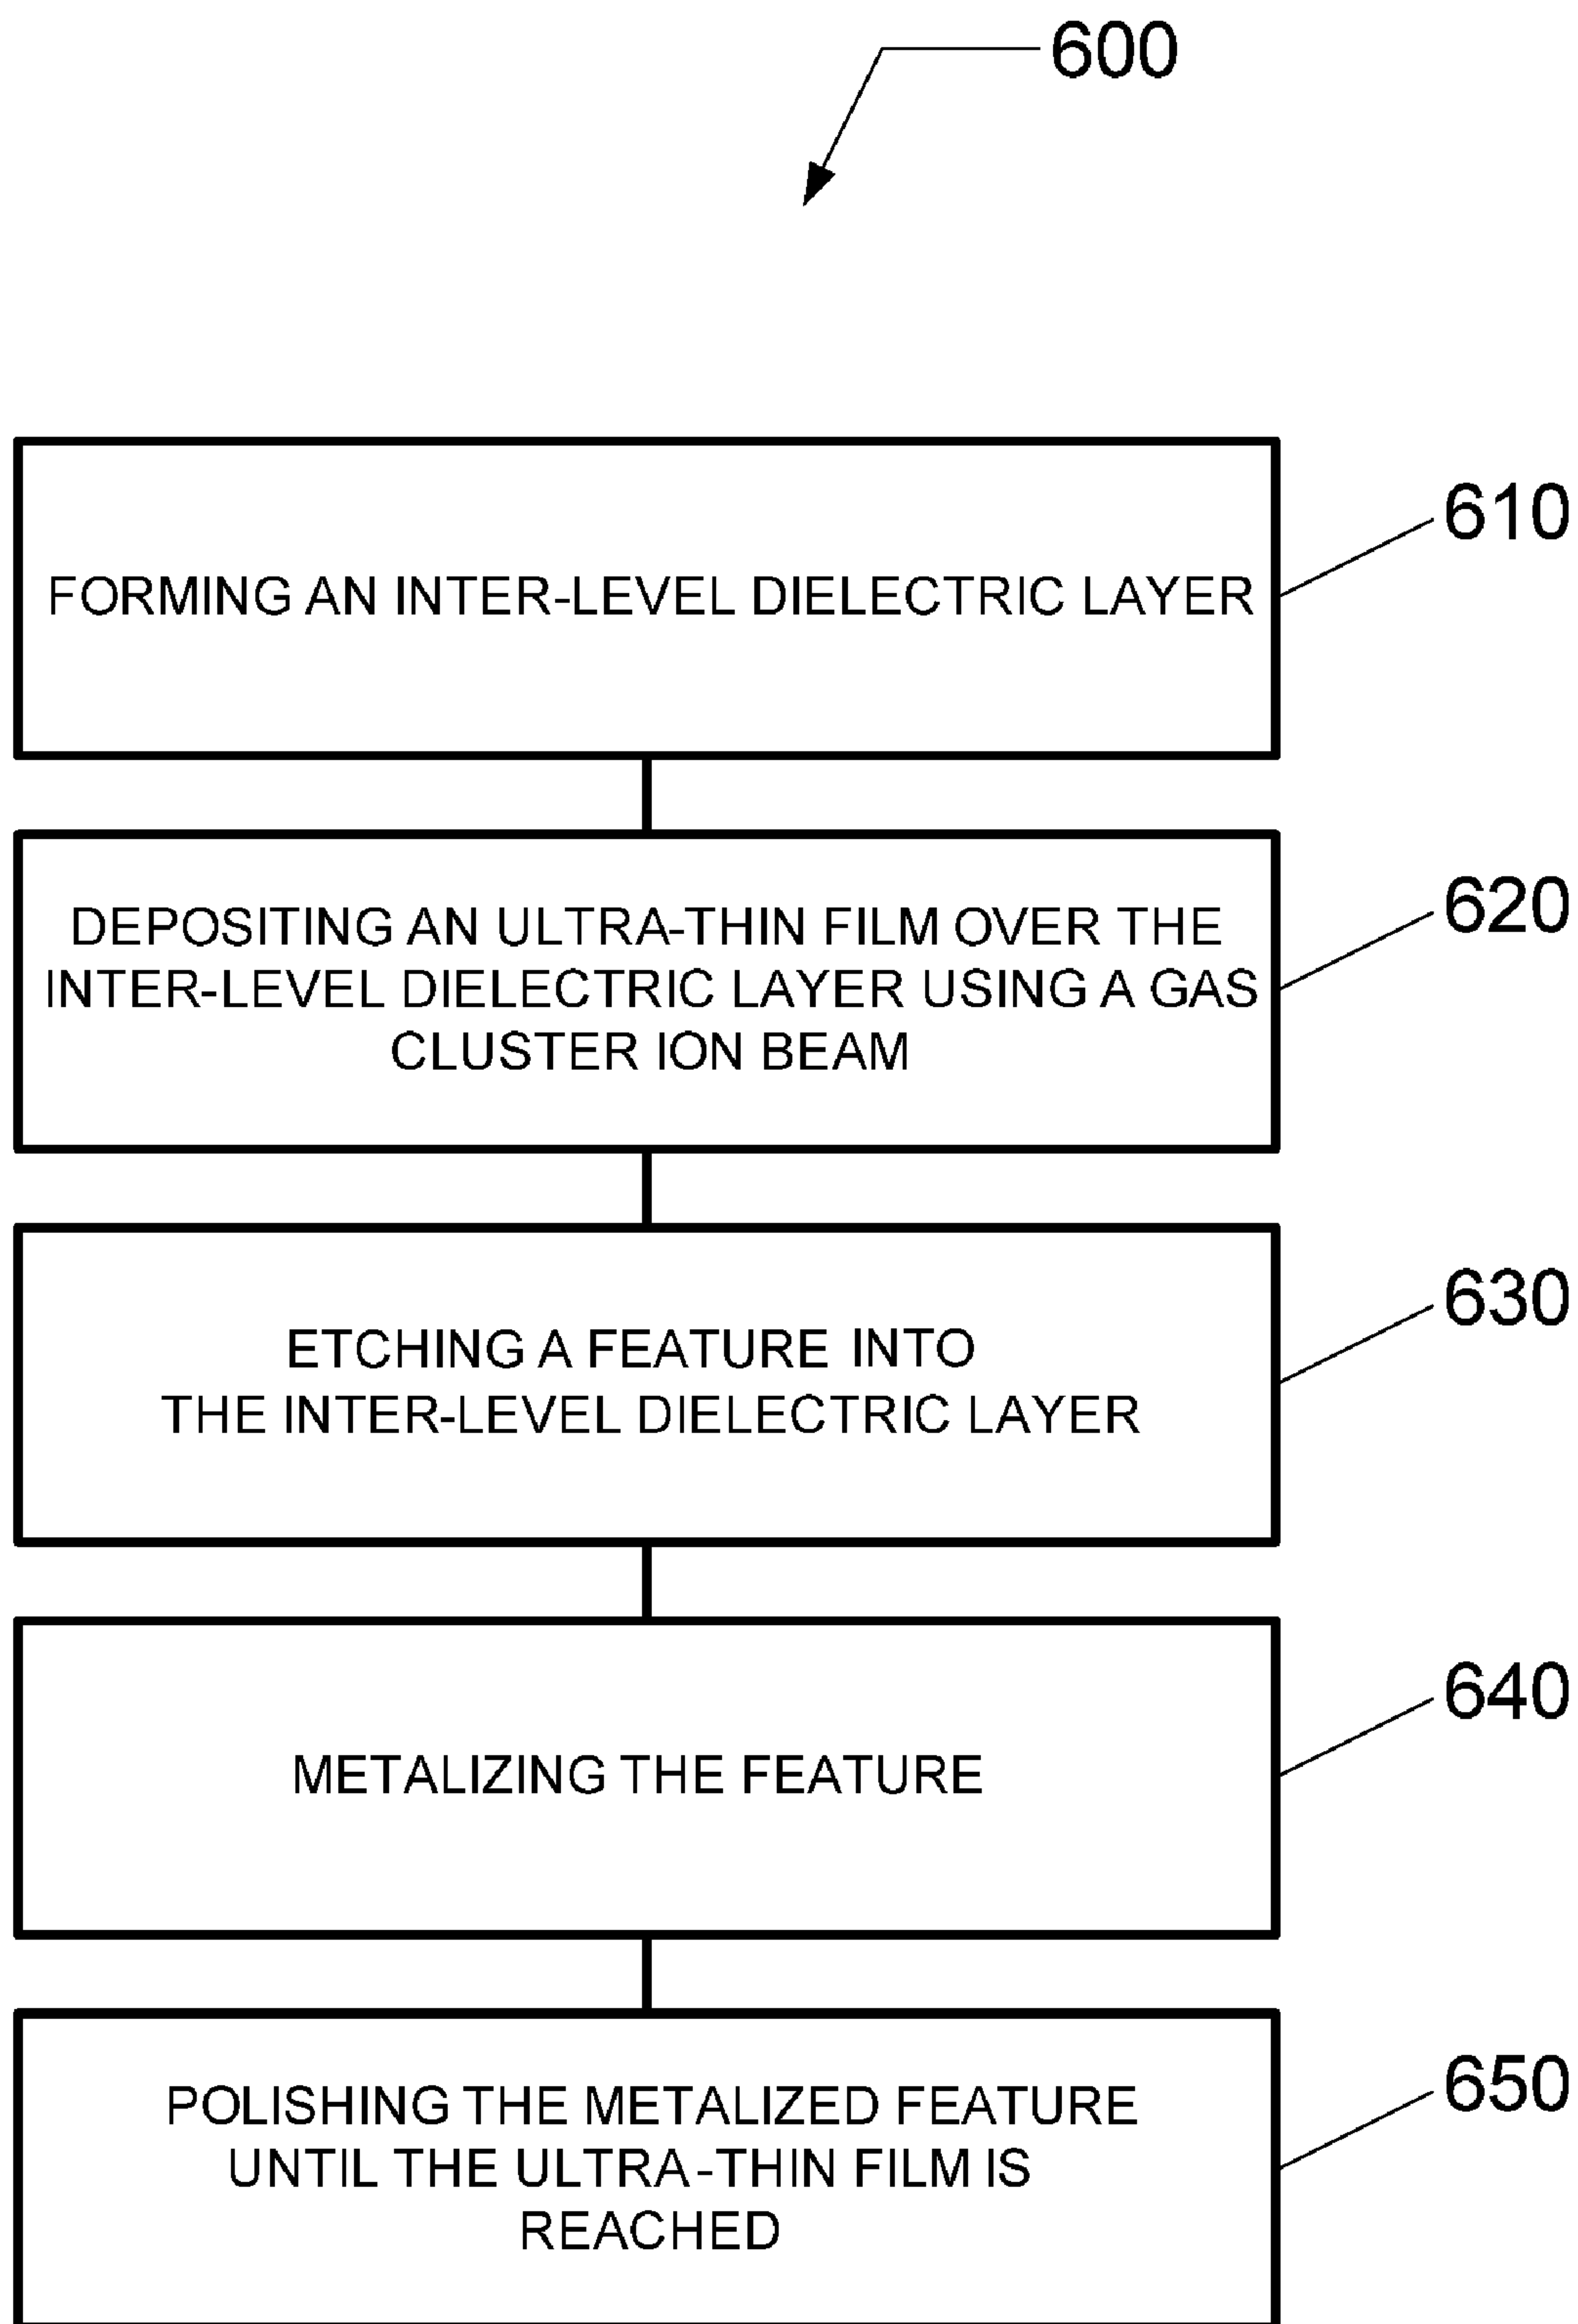 600
FORMING AN INTER-LEVEL DIELECTRIC LAYER
610
DEPOSITING AN ULTRA-THIN FILM OVER THE
INTER-LEVEL DIELECTRIC LAYER USING A GAS
CLUSTER ION BEAM
620
ETCHING A FEATURE INTO
THE INTER-LEVEL DIELECTRIC LAYER
630
METALIZING THE FEATURE
640
POLISHING THE METALIZED FEATURE
UNTIL THE ULTRA-THIN FILM IS
REACHED
650